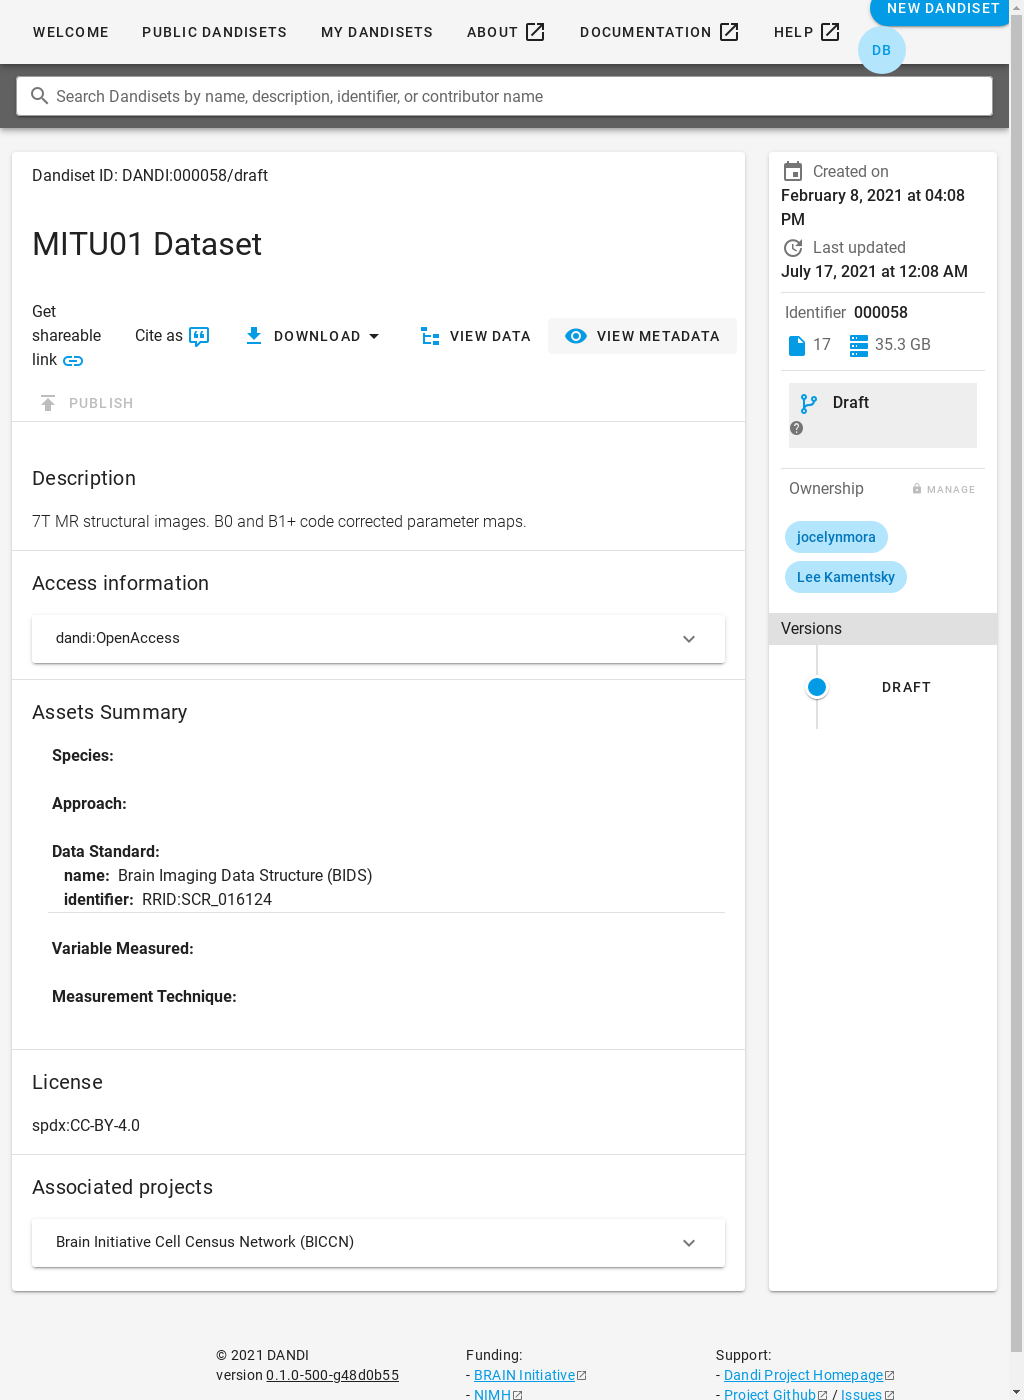 WELCOME
PUBLIC DANDISETS
MY DANDISETS
ABOUT
DOCUMENTATION
HELP
NEW DANDISET
DB
Search Dandisets by name, description, identifier, or contributor name
Dandiset ID: DANDI:000058/draft
MITU01 Dataset
Get
shareable
link
Cite as
DOWNLOAD
VIEW DATA
VIEW METADATA
PUBLISH
Description
7T MR structural images. B0 and B1+ code corrected parameter maps.
Access information
dandi:OpenAccess
Assets Summary
Species:
Approach:
Data Standard:
name: Brain Imaging Data Structure (BIDS)
identifier: RRID:SCR_016124
Variable Measured:
Measurement Technique:
License
spdx:CC-BY-4.0
Associated projects
Brain Initiative Cell Census Network (BICCN)
Created on
February 8, 2021 at 04:08
PM
Last updated
July 17, 2021 at 12:08 AM
Identifier 000058
17 35.3 GB
Draft
Ownership
MANAGE
jocelynmora
Lee Kamentsky
Versions
DRAFT
© 2021 DANDI
version 0.1.0-500-g48d0b55
Funding:
- BRAIN Initiative
- NIMH
Support:
- Dandi Project Homepage
- Project Github / Issues